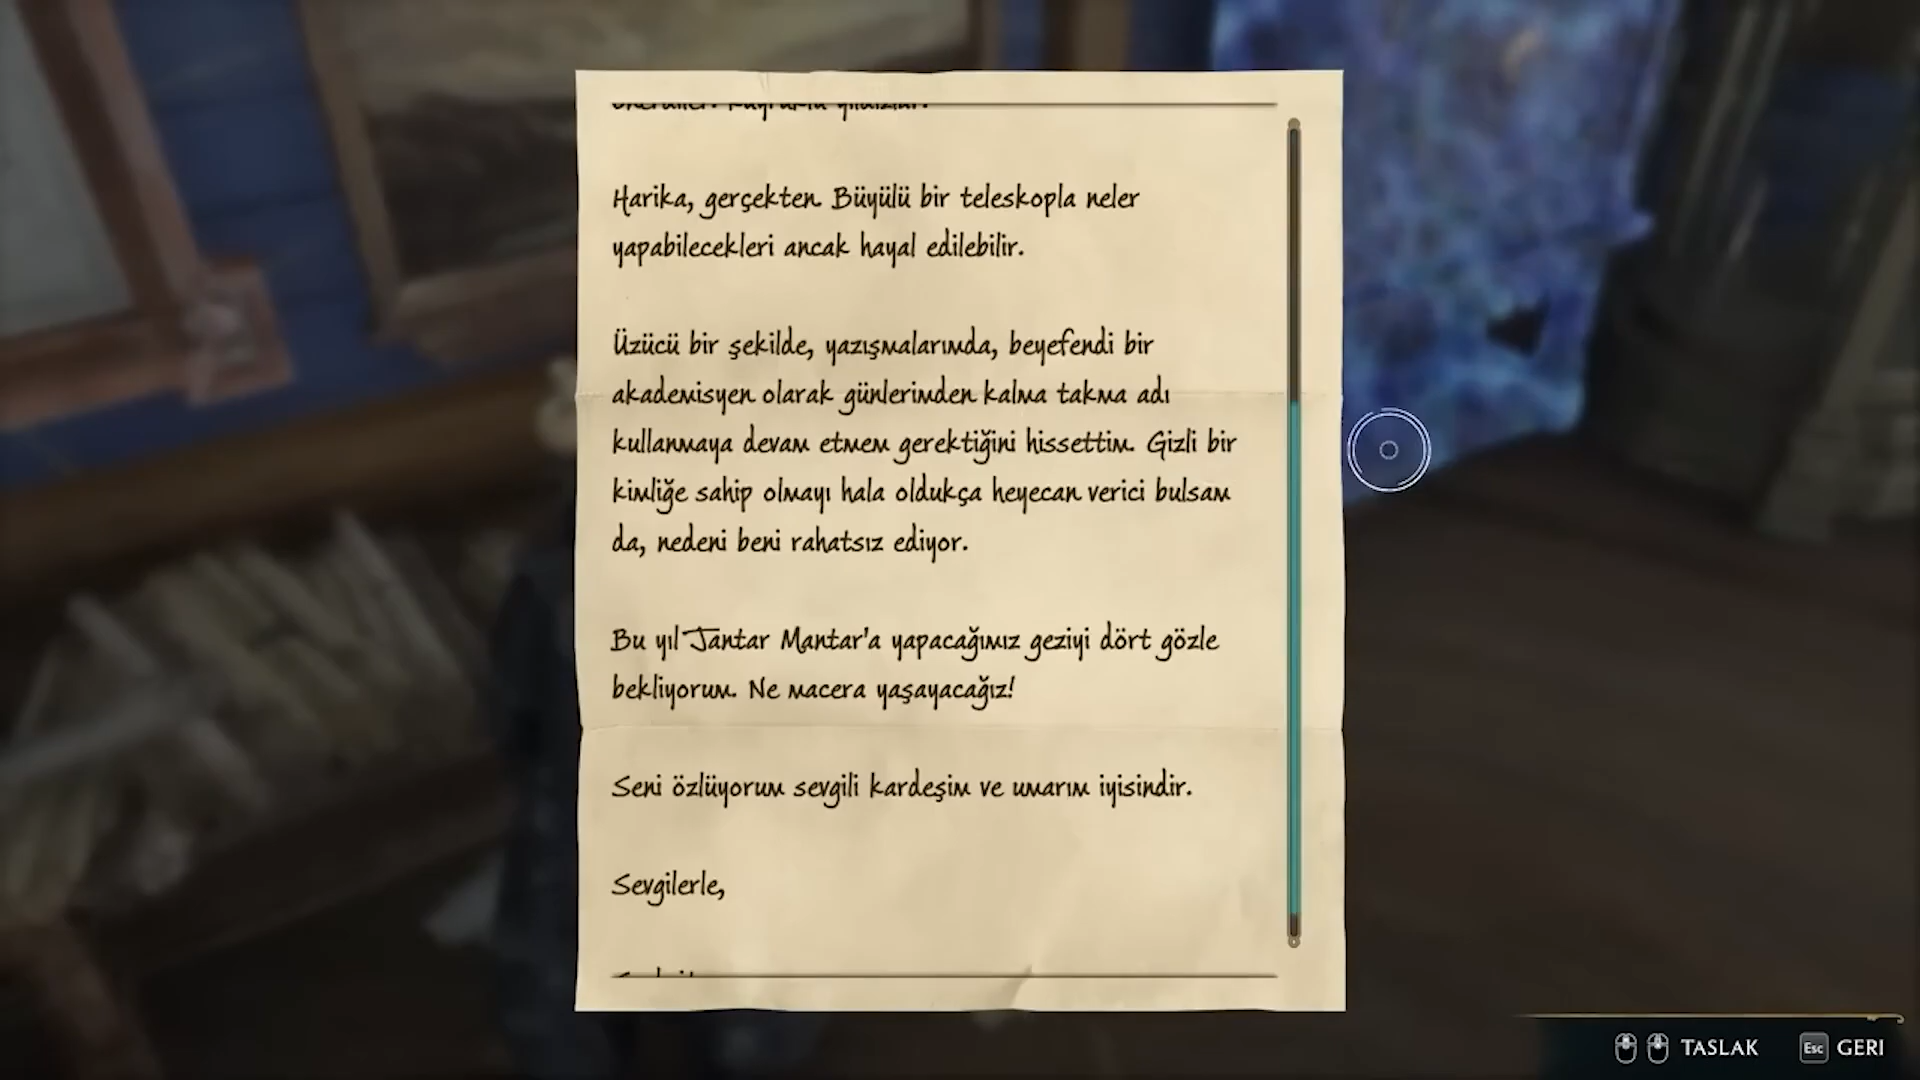 Harika, gerçekten. Büyülü bir teleskopla neler
yapabilecekleri ancak hayal edilebilir.
Üzücü bir şekilde, yazışmalarımda, beyefendi bir
akademisyen olarak günlerimden kalma takma adı
kullanmaya devam etmem gerektiğini hissettim. Gizli bir
kimliğe sahip olmayı hala oldukça heyecan verici bulsam
da, nedeni beni rahatsız ediyor.
Bu yıl Jantar Mantar'a yapacağımız geziyi dört gözle
bekliyorum. Ne macera yaşayacağız!
Seni özlüyorum sevgili kardeşim ve umarım iyisindir.
Sevgilerle,
TASLAK
Esc GERİ